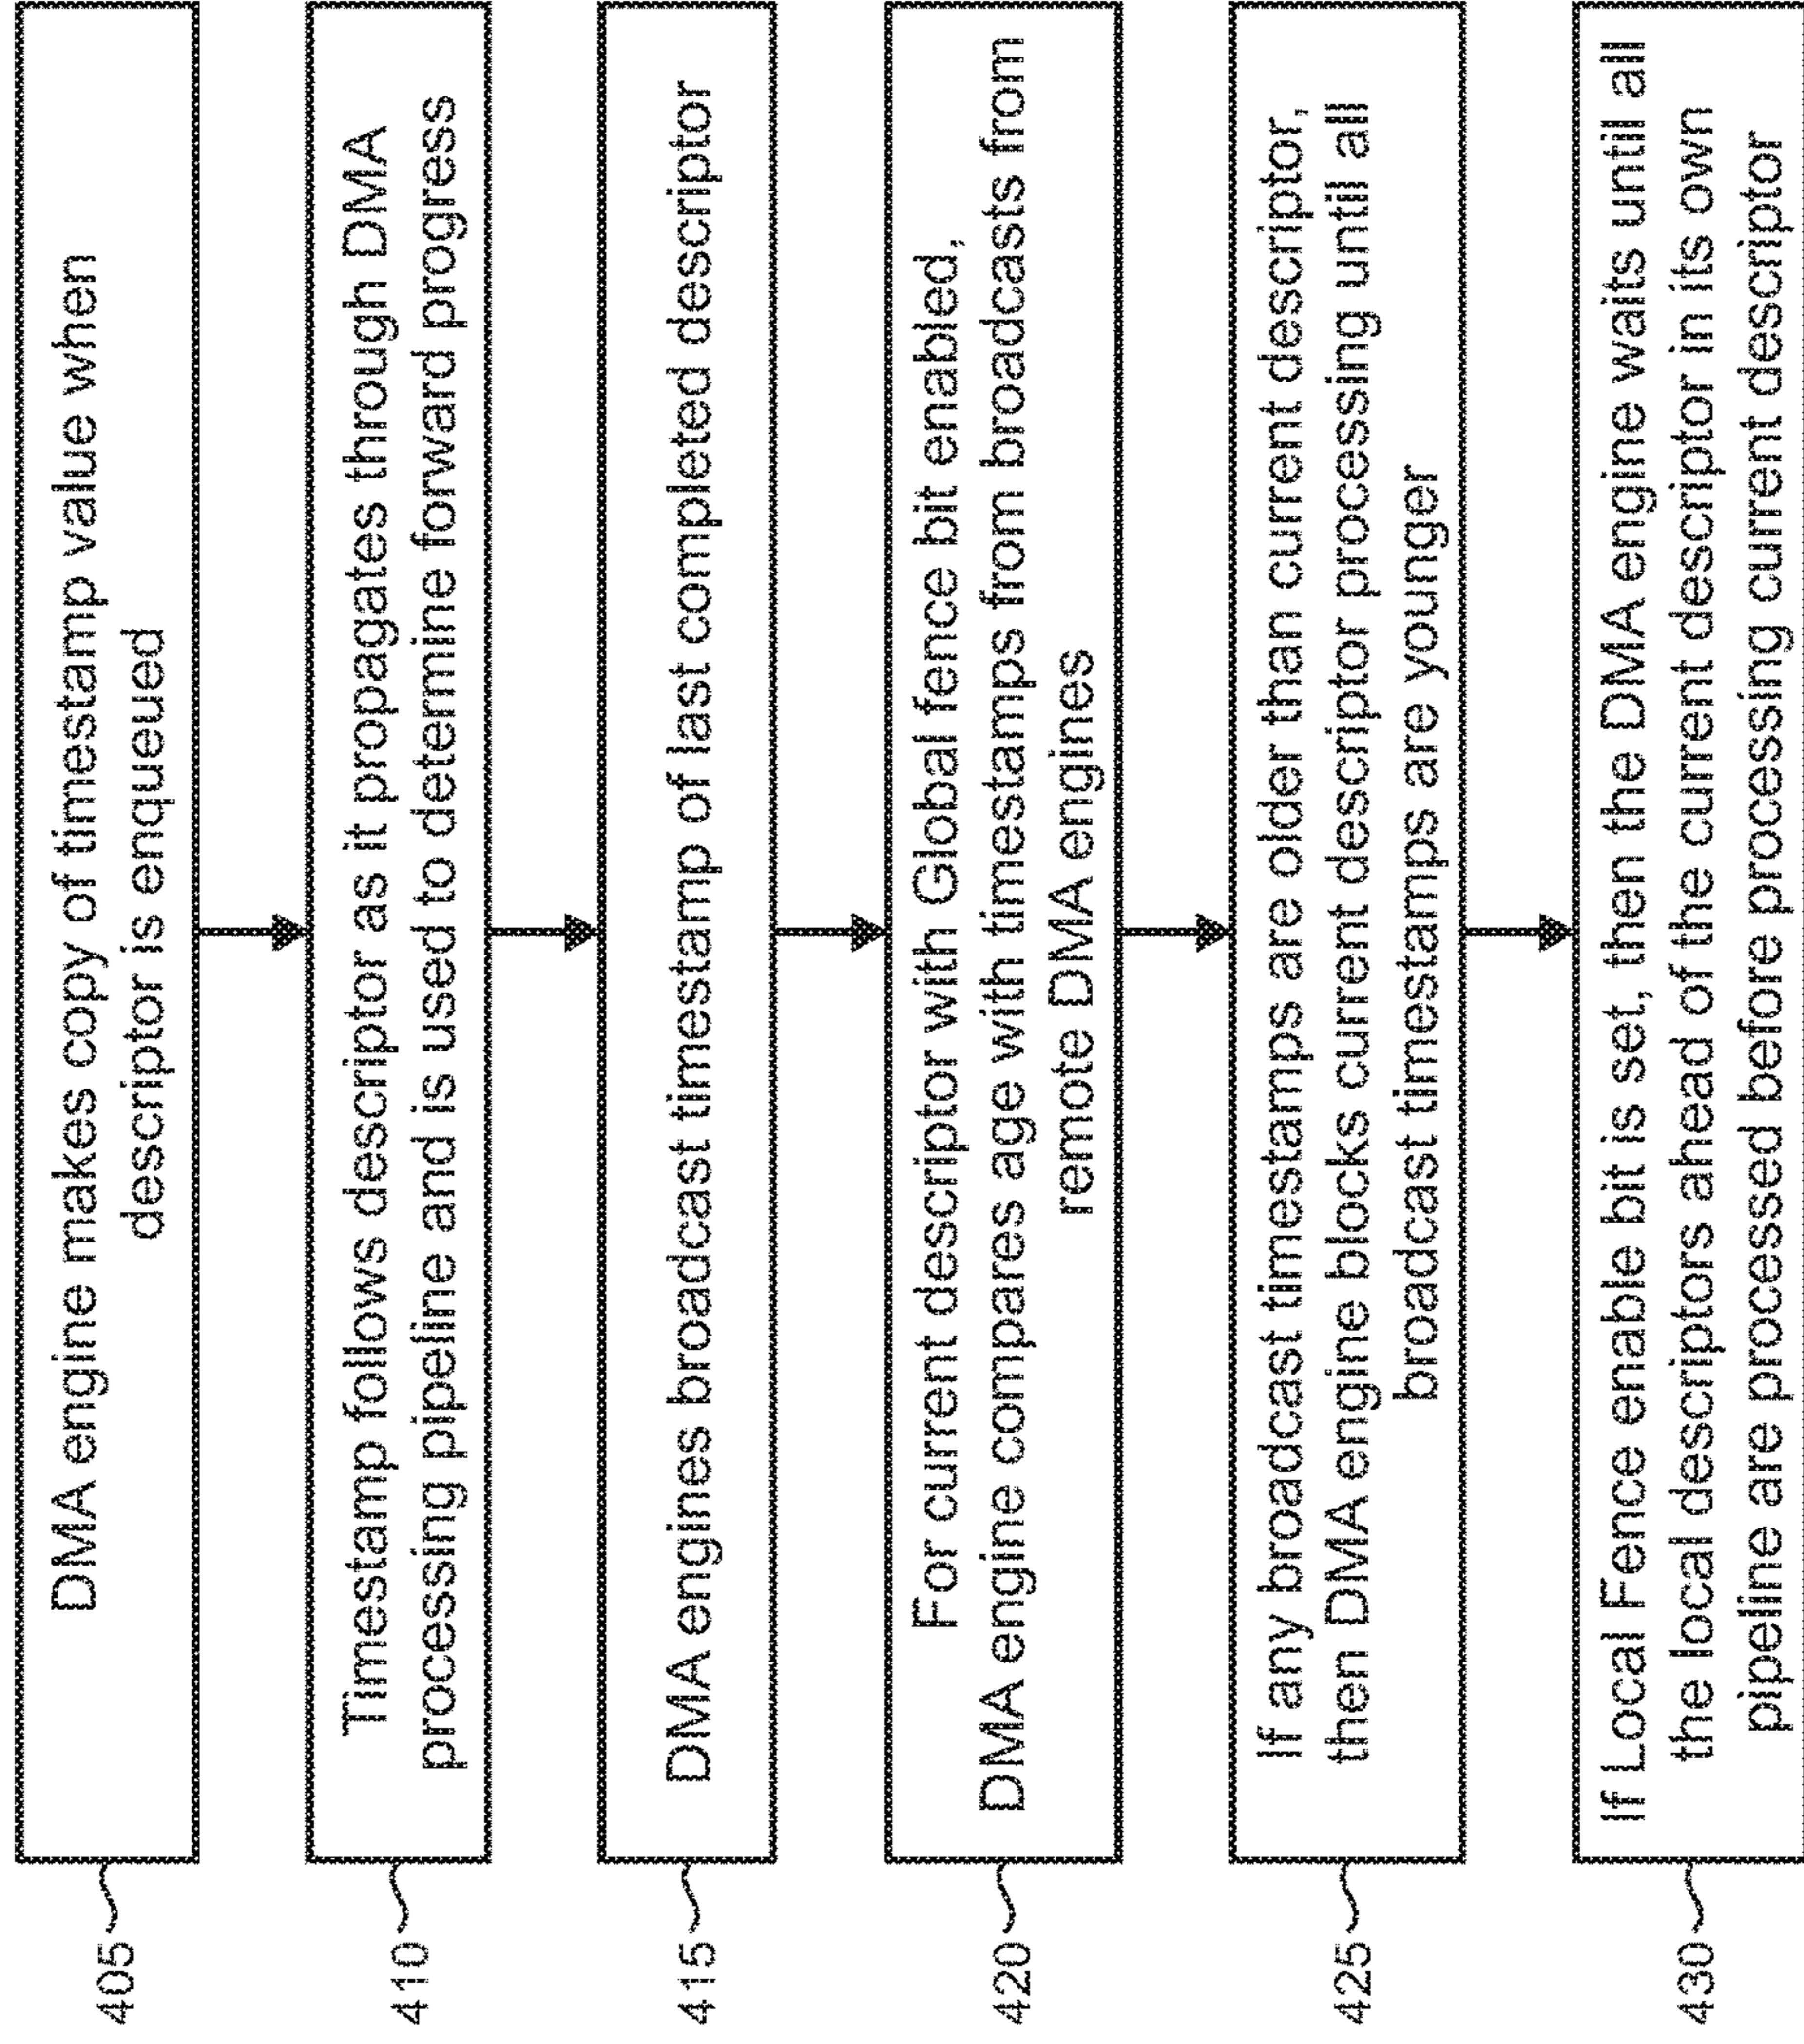 405
DMA engine makes copy of timestamp value when
descriptor is enqueued
410
Timestamp follows descriptor as it propagates through DMA
processing pipeline and is used to determine forward progress
415
DMA engines broadcast timestamp of last completed descriptor
420
For current descriptor with Global fence bit enabled,
DMA engine compares age with timestamps from broadcasts from
remote DMA engines
425
If any broadcast timestamps are older than current descriptor,
then DMA engine blocks current descriptor processing until all
broadcast timestamps are younger
430
If Local Fence enable bit is set, then the DMA engine waits until all
the local descriptors ahead of the current descriptor in its own
pipeline are processed before processing current descriptor